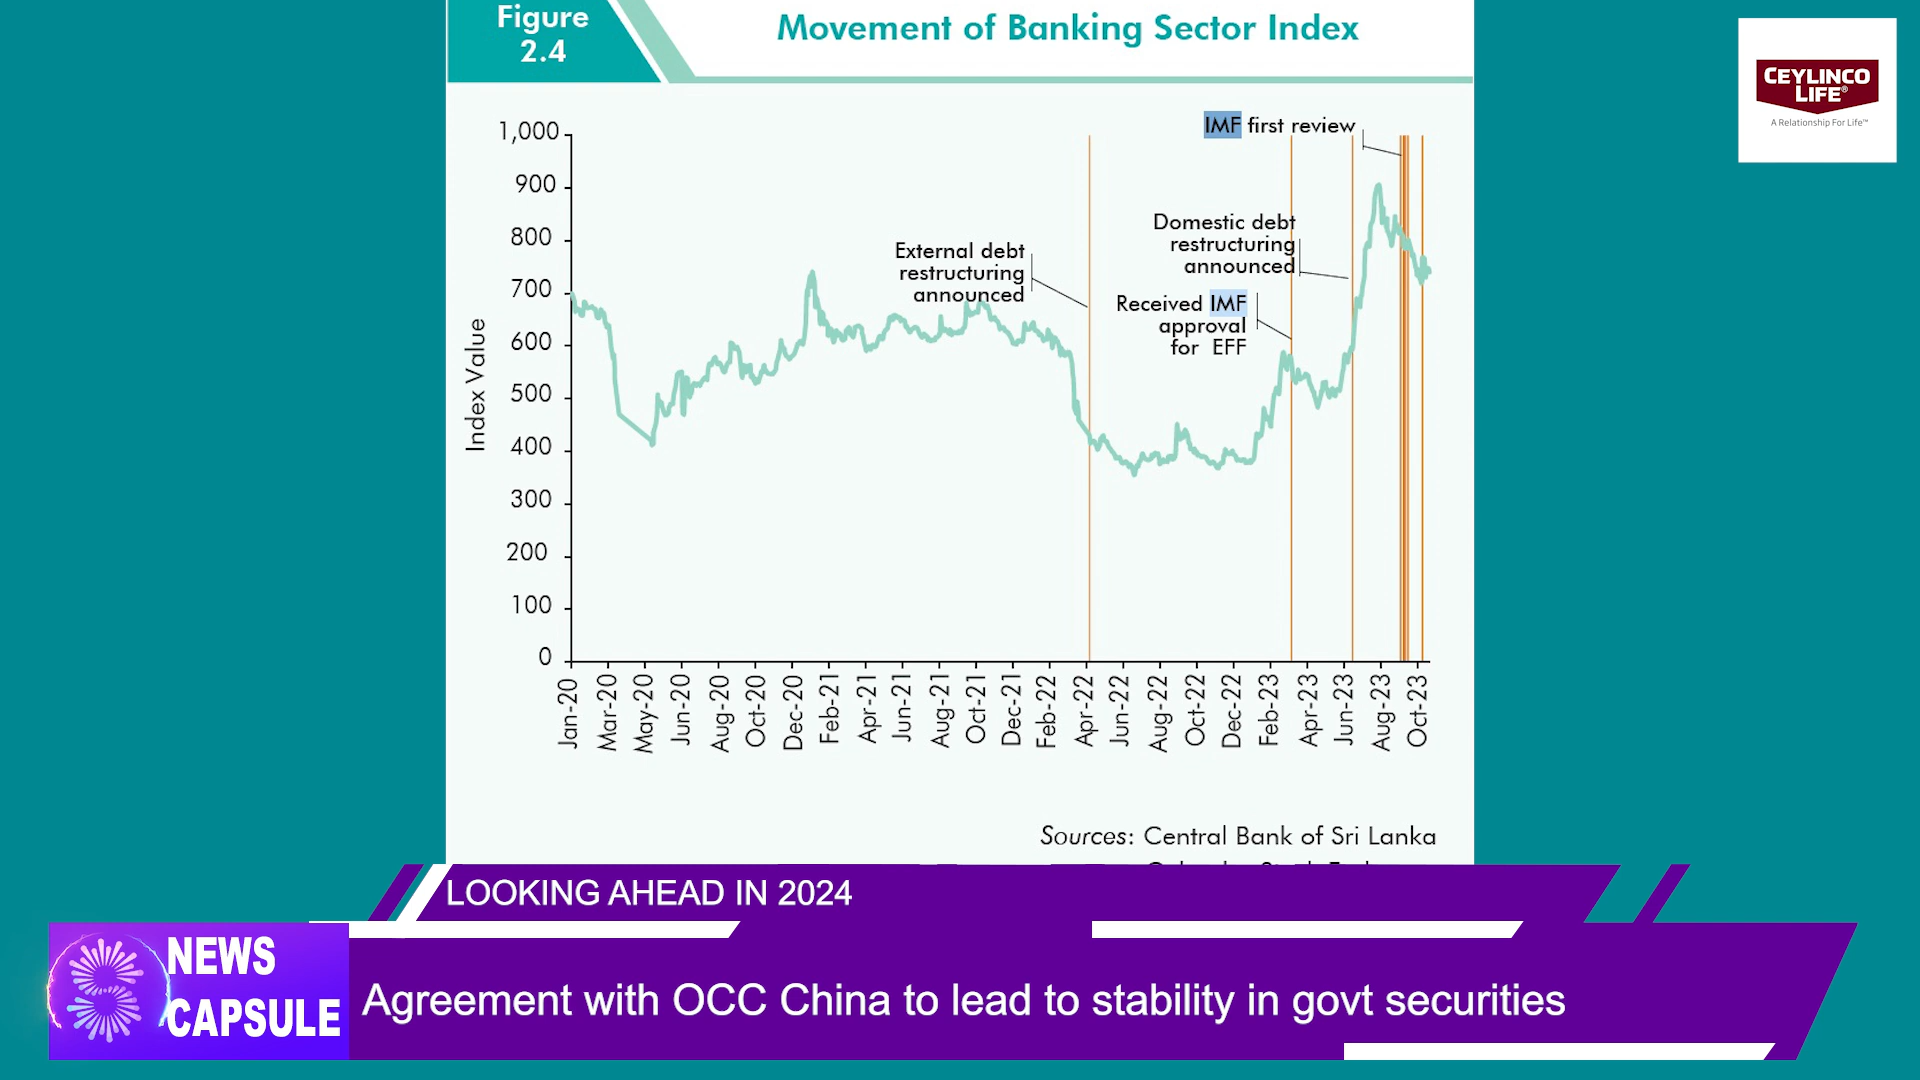 Figure
2.4
Movement of Banking Sector Index
CEYLINCO
LIFE®
A Relationship For Life™
IMF first review
1,000
900
800
700
600
500
400
300
200
100
0
Index Value
External debt
restructuring
announced
Domestic debt
restructuring
announced
Received IMF
approval
for EFF
Jan-20
Mar-20
May-20
Jun-20
Aug-20
Oct-20
Dec-20
Feb-21
Apr-21
Jun-21
Aug-21
Oct-21
Dec-21
Feb-22
Apr-22
Jun-22
Aug-22
Oct-22
Dec-22
Feb-23
Apr-23
Jun-23
Aug-23
Oct-23
Sources: Central Bank of Sri Lanka
LOOKING AHEAD IN 2024
NEWS
CAPSULE
Agreement with OCC China to lead to stability in govt securities